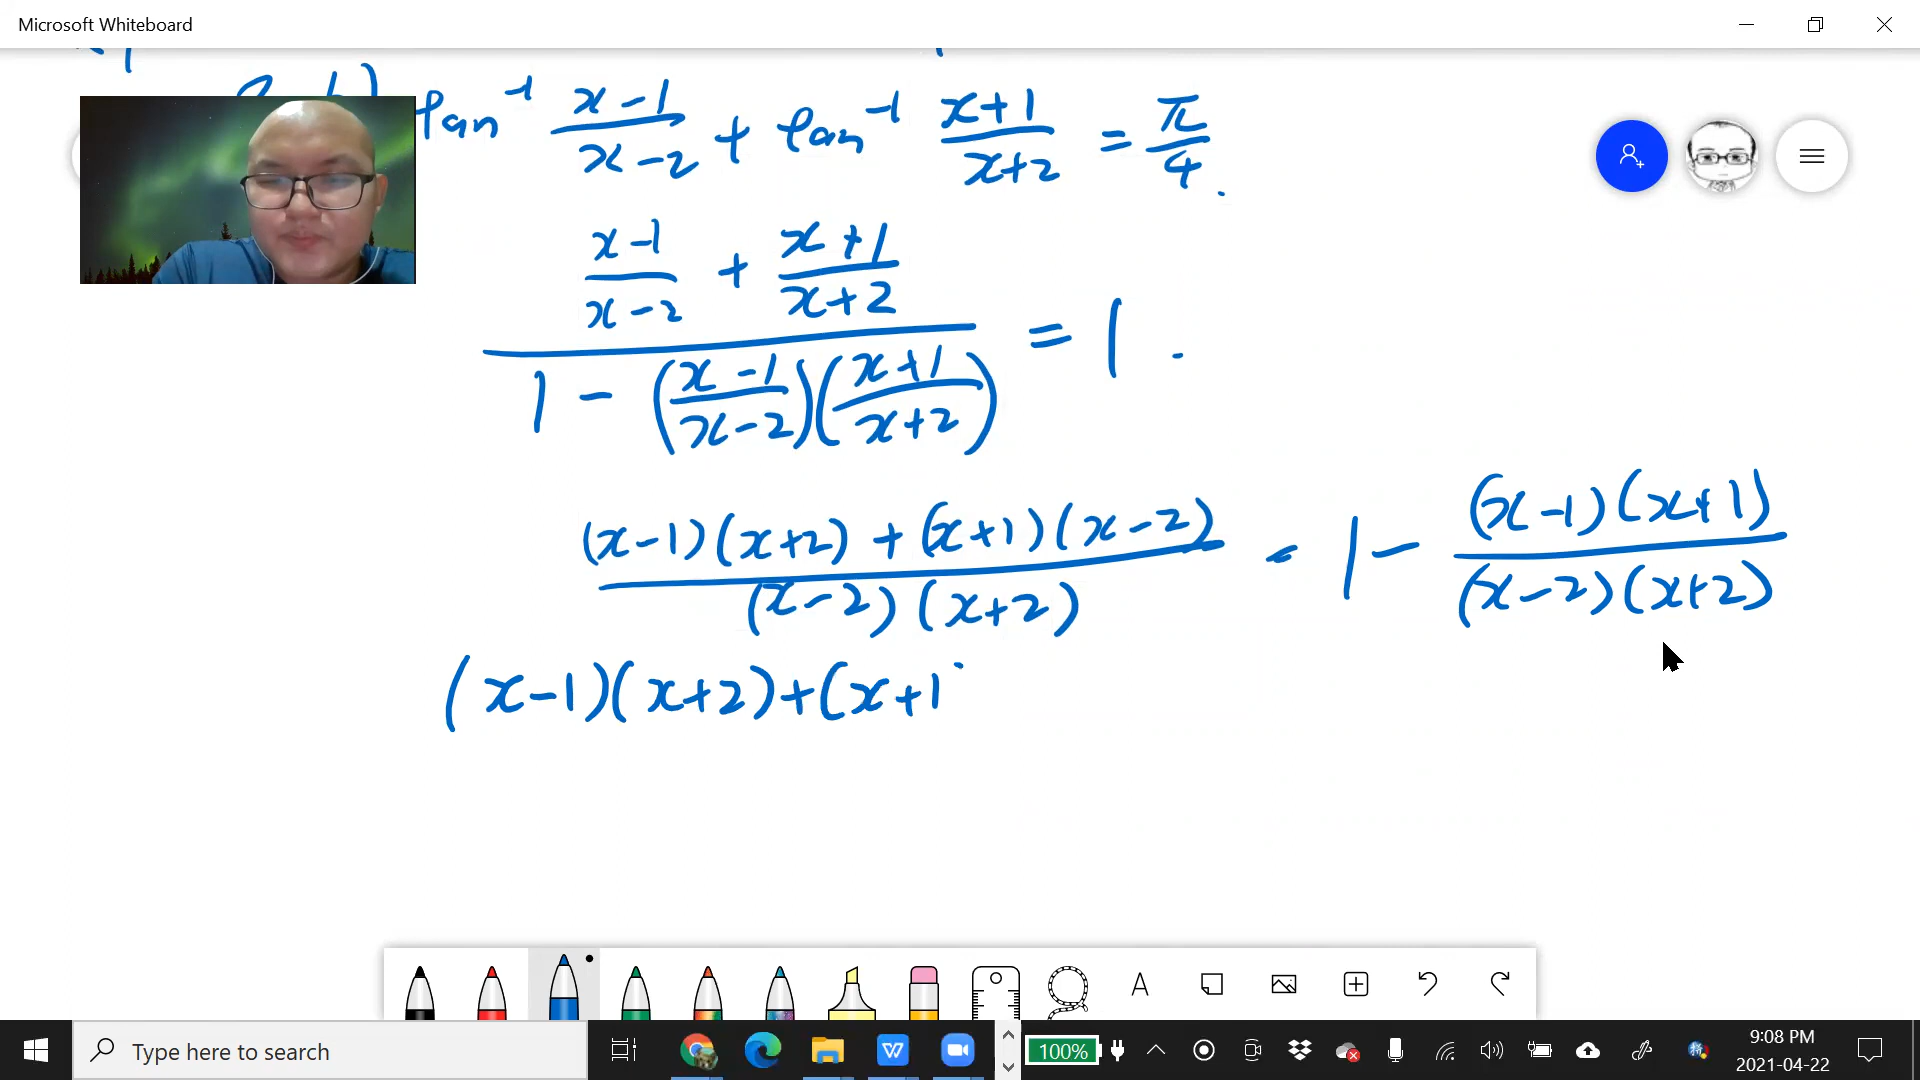 Microsoft Whiteboard
tan⁻¹ (x-1)/(x-2) + tan⁻¹ (x+1)/(x+2) = π/4.
x-1 + x+1
x-2 x+2
= 1.
1 - (x-1/x-2)(x+1/x+2)
(x-1)(x+2) + (x+1)(x-2) = 1 - (x-1)(x+1)
(x-2)(x+2) (x-2)(x+2)
(x-1)(x+2)+(x+1
A
Type here to search
100%
9:08 PM
2021-04-22